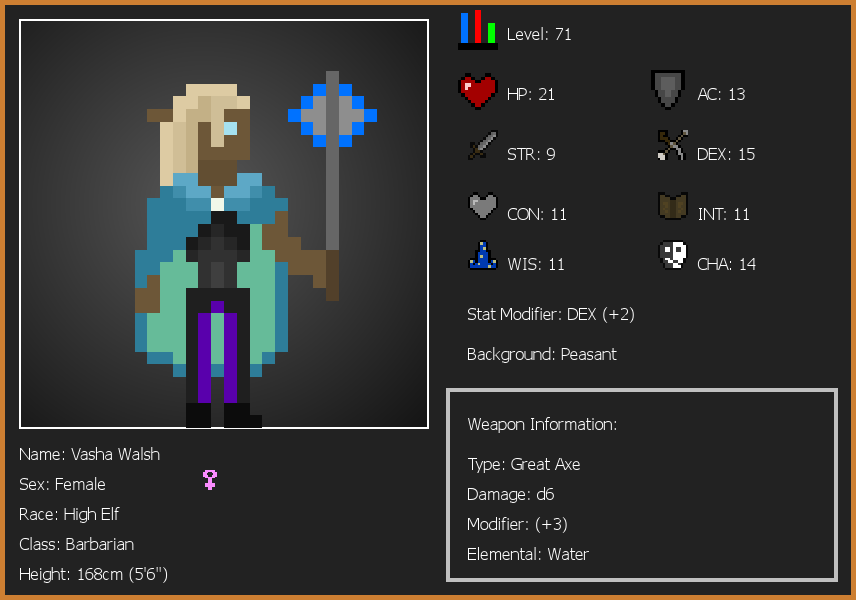 Level: 71
HP: 21
AC: 13
STR: 9
DEX: 15
CON: 11
INT: 11
WIS: 11
CHA: 14
Stat Modifier: DEX (+2)
Background: Peasant
Weapon Information:
Type: Great Axe
Damage: d6
Modifier: (+3)
Elemental: Water
Name: Vasha Walsh
Sex: Female
Race: High Elf
Class: Barbarian
Height: 168cm (5'6")